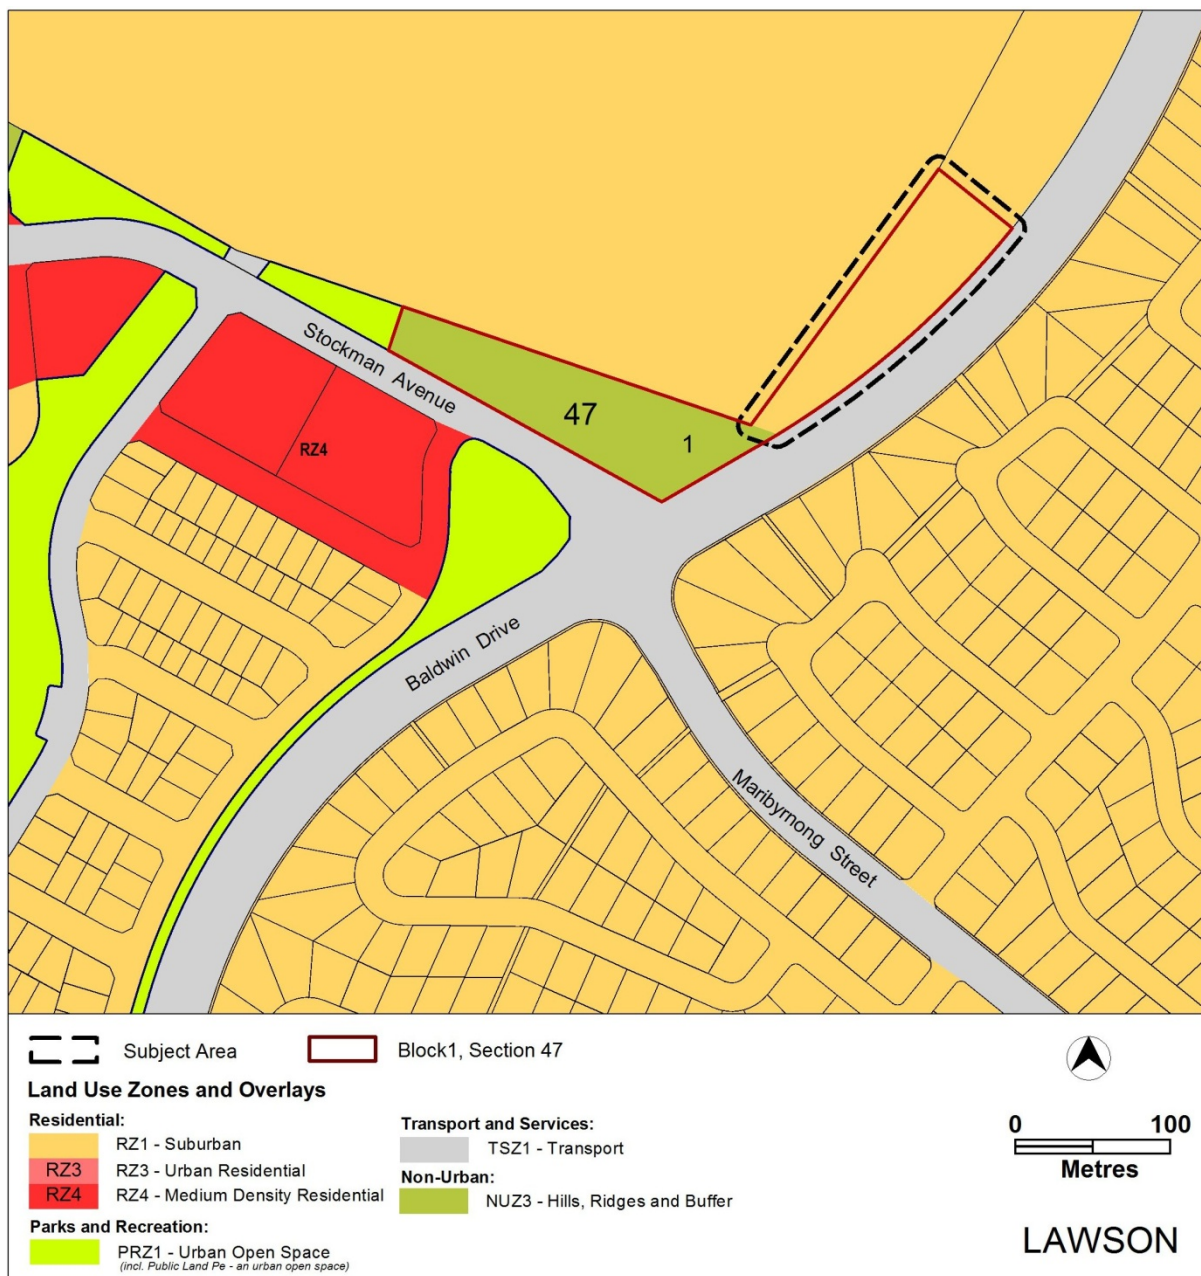 Stockman Avenue
47
1
RZ4
Baldwin Drive
Maribyrnong Street
Subject Area
Block1, Section 47
Land Use Zones and Overlays
Residential:
RZ1 - Suburban
RZ3 RZ3 - Urban Residential
RZ4 RZ4 - Medium Density Residential
Parks and Recreation:
PRZ1 - Urban Open Space
(incl. Public Land Pe - an urban open space)
Transport and Services:
TSZ1 - Transport
Non-Urban:
NUZ3 - Hills, Ridges and Buffer
0 100
Metres
LAWSON